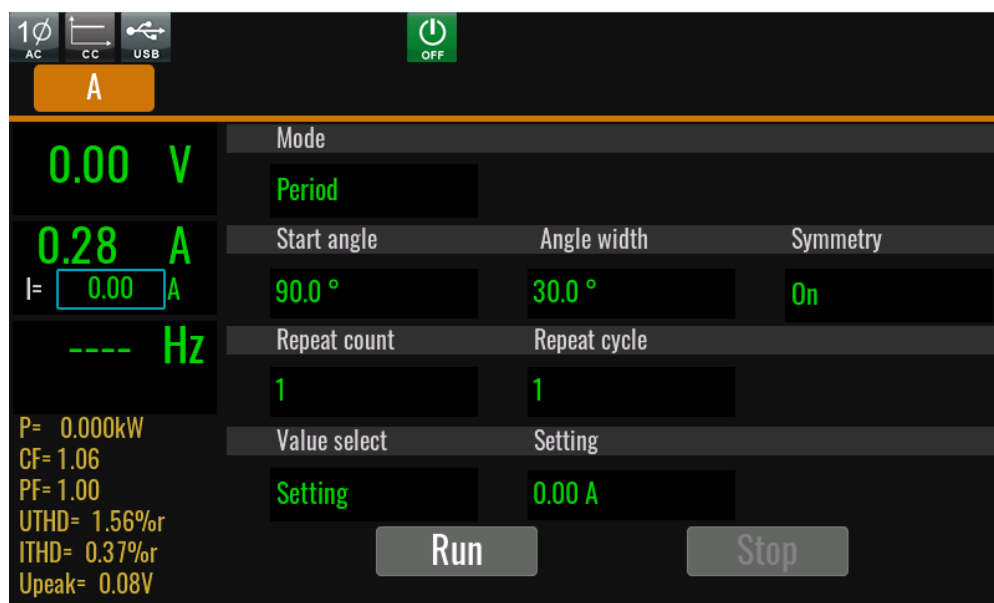 1Ø
AC
CC
USB
OFF
A
0.00 V
0.28 A
I= 0.00 A
---- Hz
P= 0.000kW
CF= 1.06
PF= 1.00
UTHD= 1.56%r
ITHD= 0.37%r
Upeak= 0.08V
Mode
Period
Start angle Angle width Symmetry
90.0 ° 30.0 ° On
Repeat count Repeat cycle
1 1
Value select Setting
Setting 0.00 A
Run Stop